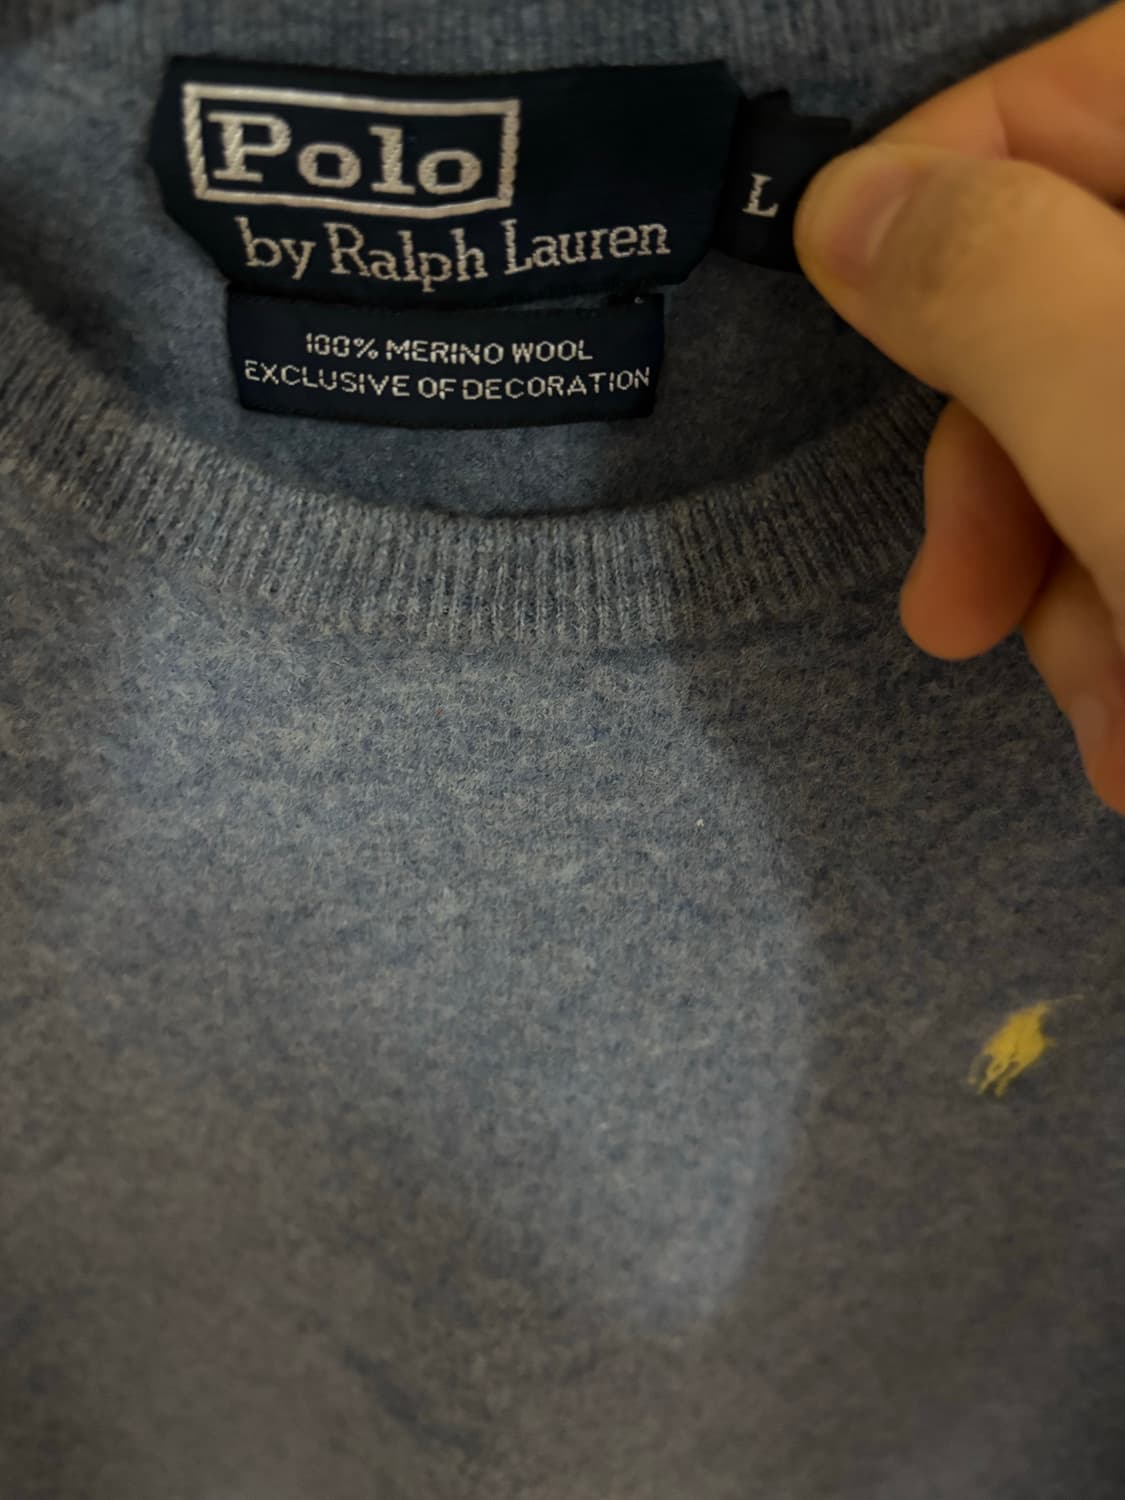 Polo
by Ralph Lauren
L
100% MERINO WOOL
EXCLUSIVE OF DECORATION